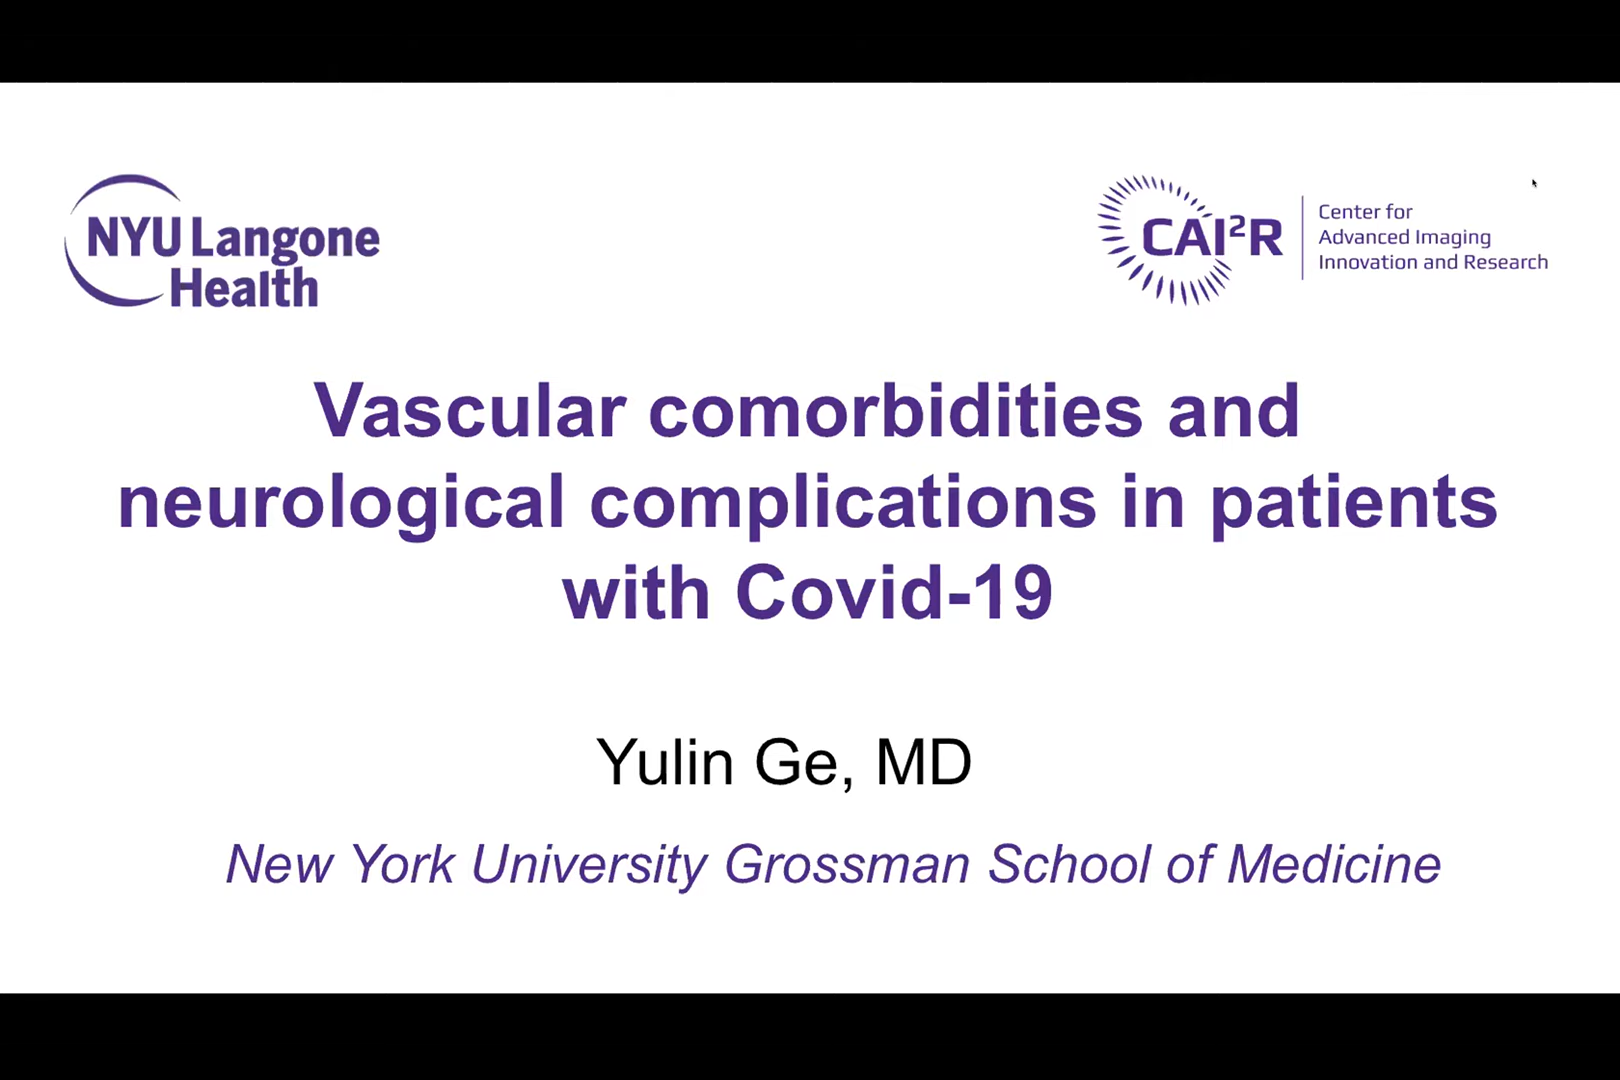 NYU Langone
Health
CAI²R
Center for
Advanced Imaging
Innovation and Research
Vascular comorbidities and
neurological complications in patients
with Covid-19
Yulin Ge, MD
New York University Grossman School of Medicine